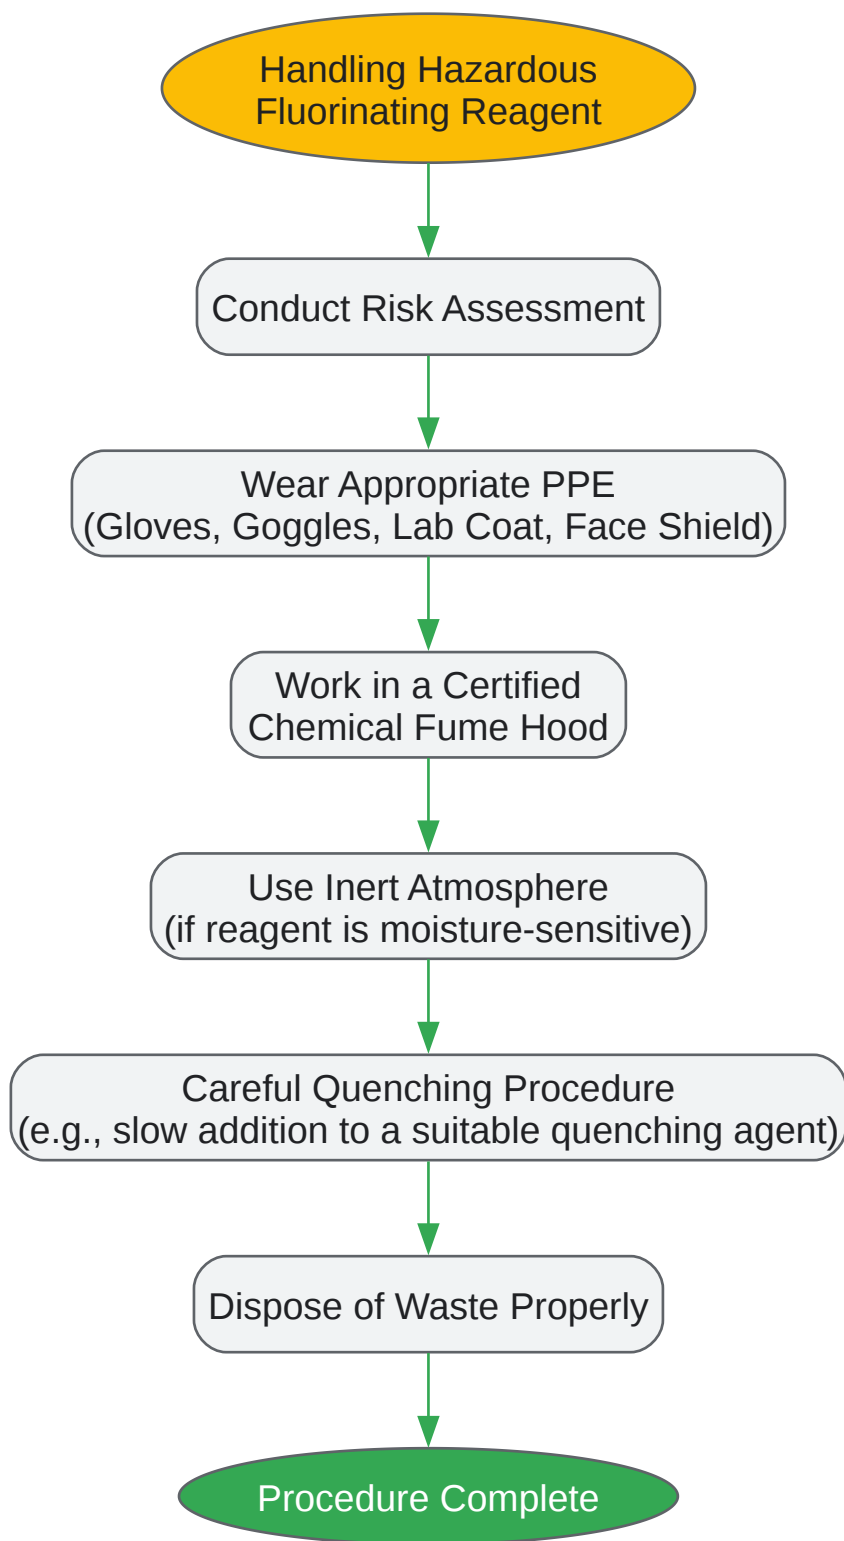 Handling Hazardous
Fluorinating Reagent
Conduct Risk Assessment
Wear Appropriate PPE
(Gloves, Goggles, Lab Coat, Face Shield)
Work in a Certified
Chemical Fume Hood
Use Inert Atmosphere
(if reagent is moisture-sensitive)
Careful Quenching Procedure
(e.g., slow addition to a suitable quenching agent)
Dispose of Waste Properly
Procedure Complete